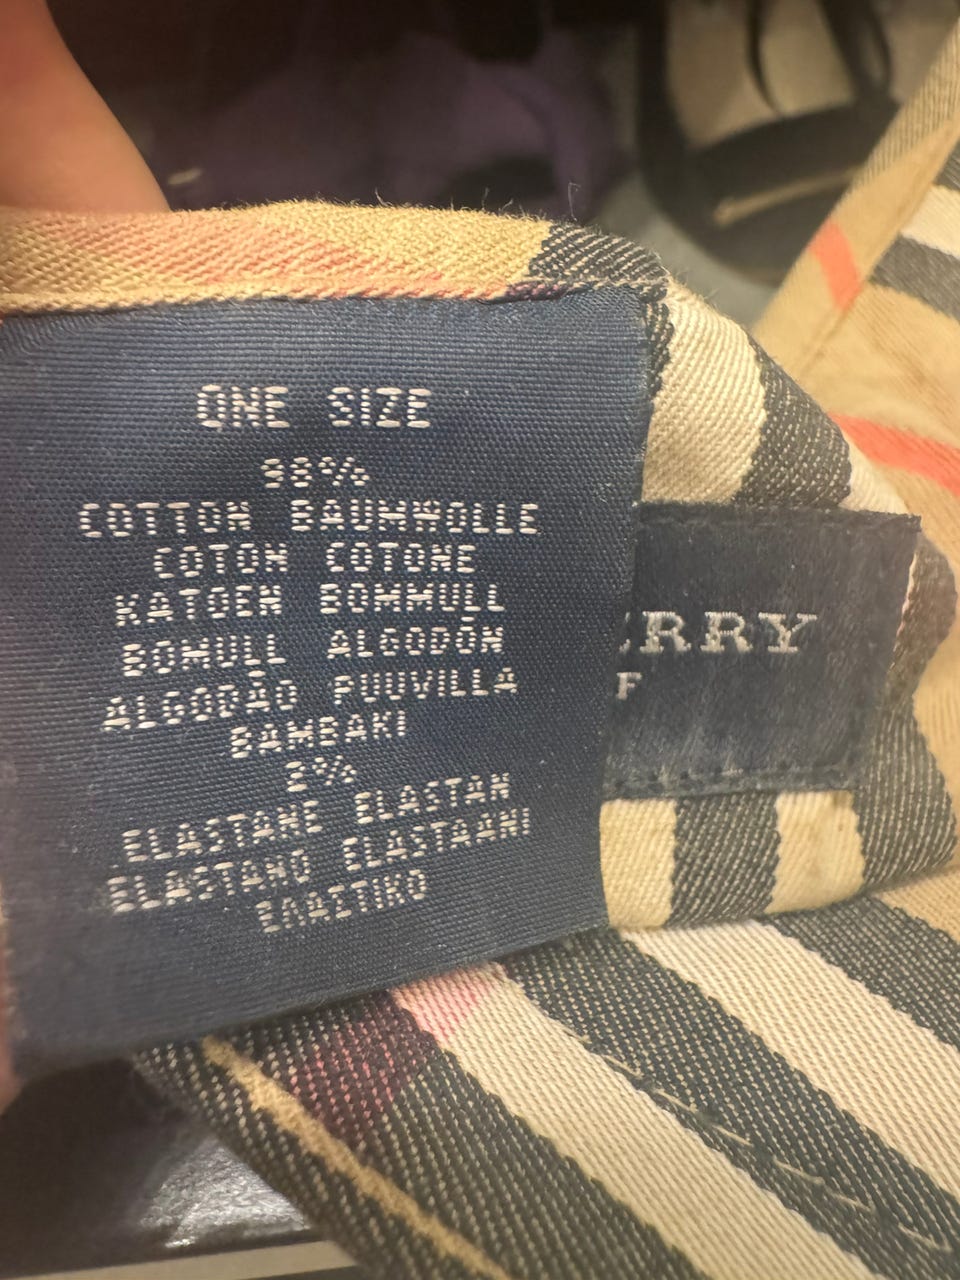 ONE SIZE
98%
COTTON BAUMWOLLE
COTON COTONE
KATOEN BOMMULL
BOMULL ALGODÓN
ALGODÃO PUUVILLA
BAMBAKI
2%
ELASTANE ELASTAN
ELASTANO ELASTAANI
ΕΛΑΣΤΙΚΟ
ERRY
F